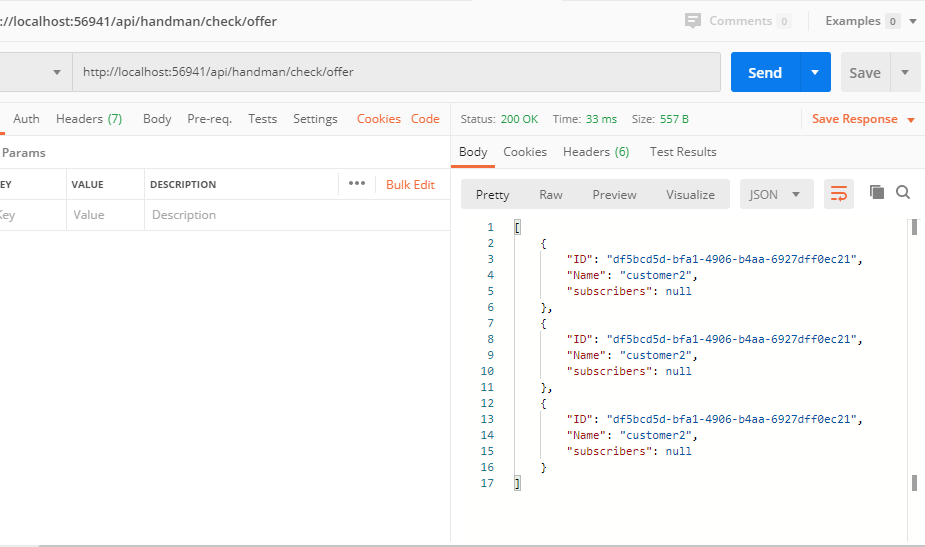 ://localhost:56941/api/handman/check/offer
Comments 0
Examples 0
http://localhost:56941/api/handman/check/offer
Send
Save
Auth Headers (7) Body Pre-req. Tests Settings Cookies Code
Params
EY VALUE DESCRIPTION ••• Bulk Edit
Key Value Description
Status: 200 OK Time: 33 ms Size: 557 B Save Response
Body Cookies Headers (6) Test Results
Pretty Raw Preview Visualize JSON
1 [
2 {
3 "ID": "df5bcd5d-bfa1-4906-b4aa-6927dff0ec21",
4 "Name": "customer2",
5 "subscribers": null
6 },
7 {
8 "ID": "df5bcd5d-bfa1-4906-b4aa-6927dff0ec21",
9 "Name": "customer2",
10 "subscribers": null
11 },
12 {
13 "ID": "df5bcd5d-bfa1-4906-b4aa-6927dff0ec21",
14 "Name": "customer2",
15 "subscribers": null
16 }
17 ]